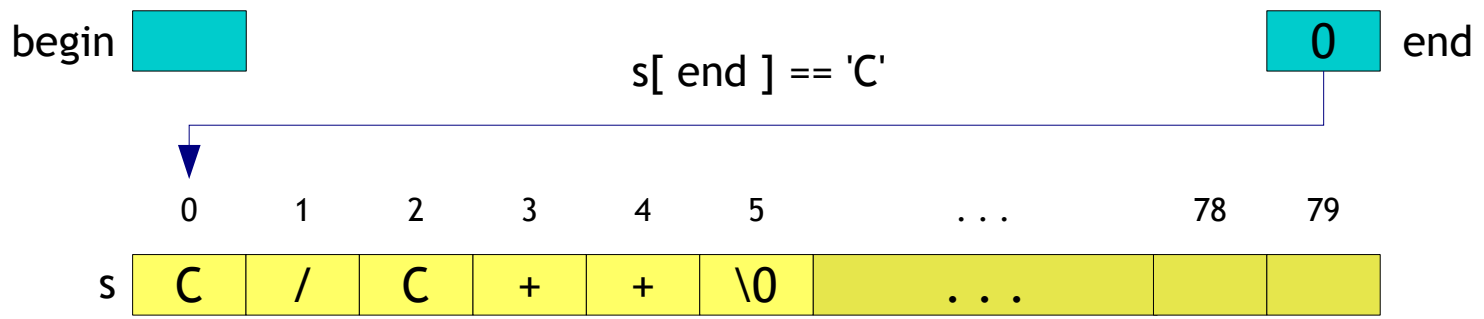 begin 0 end
s[ end ] == 'C'
0 1 2 3 4 5 . . . 78 79
s C / C + + \0 . . .